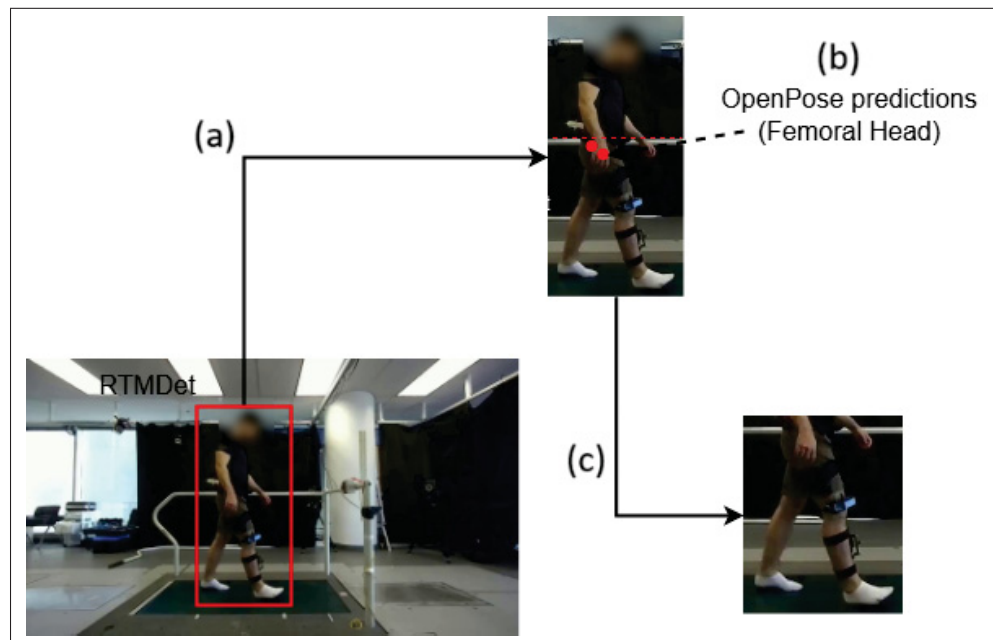 (a)
(b)
OpenPose predictions
(Femoral Head)
RTMDet
(c)